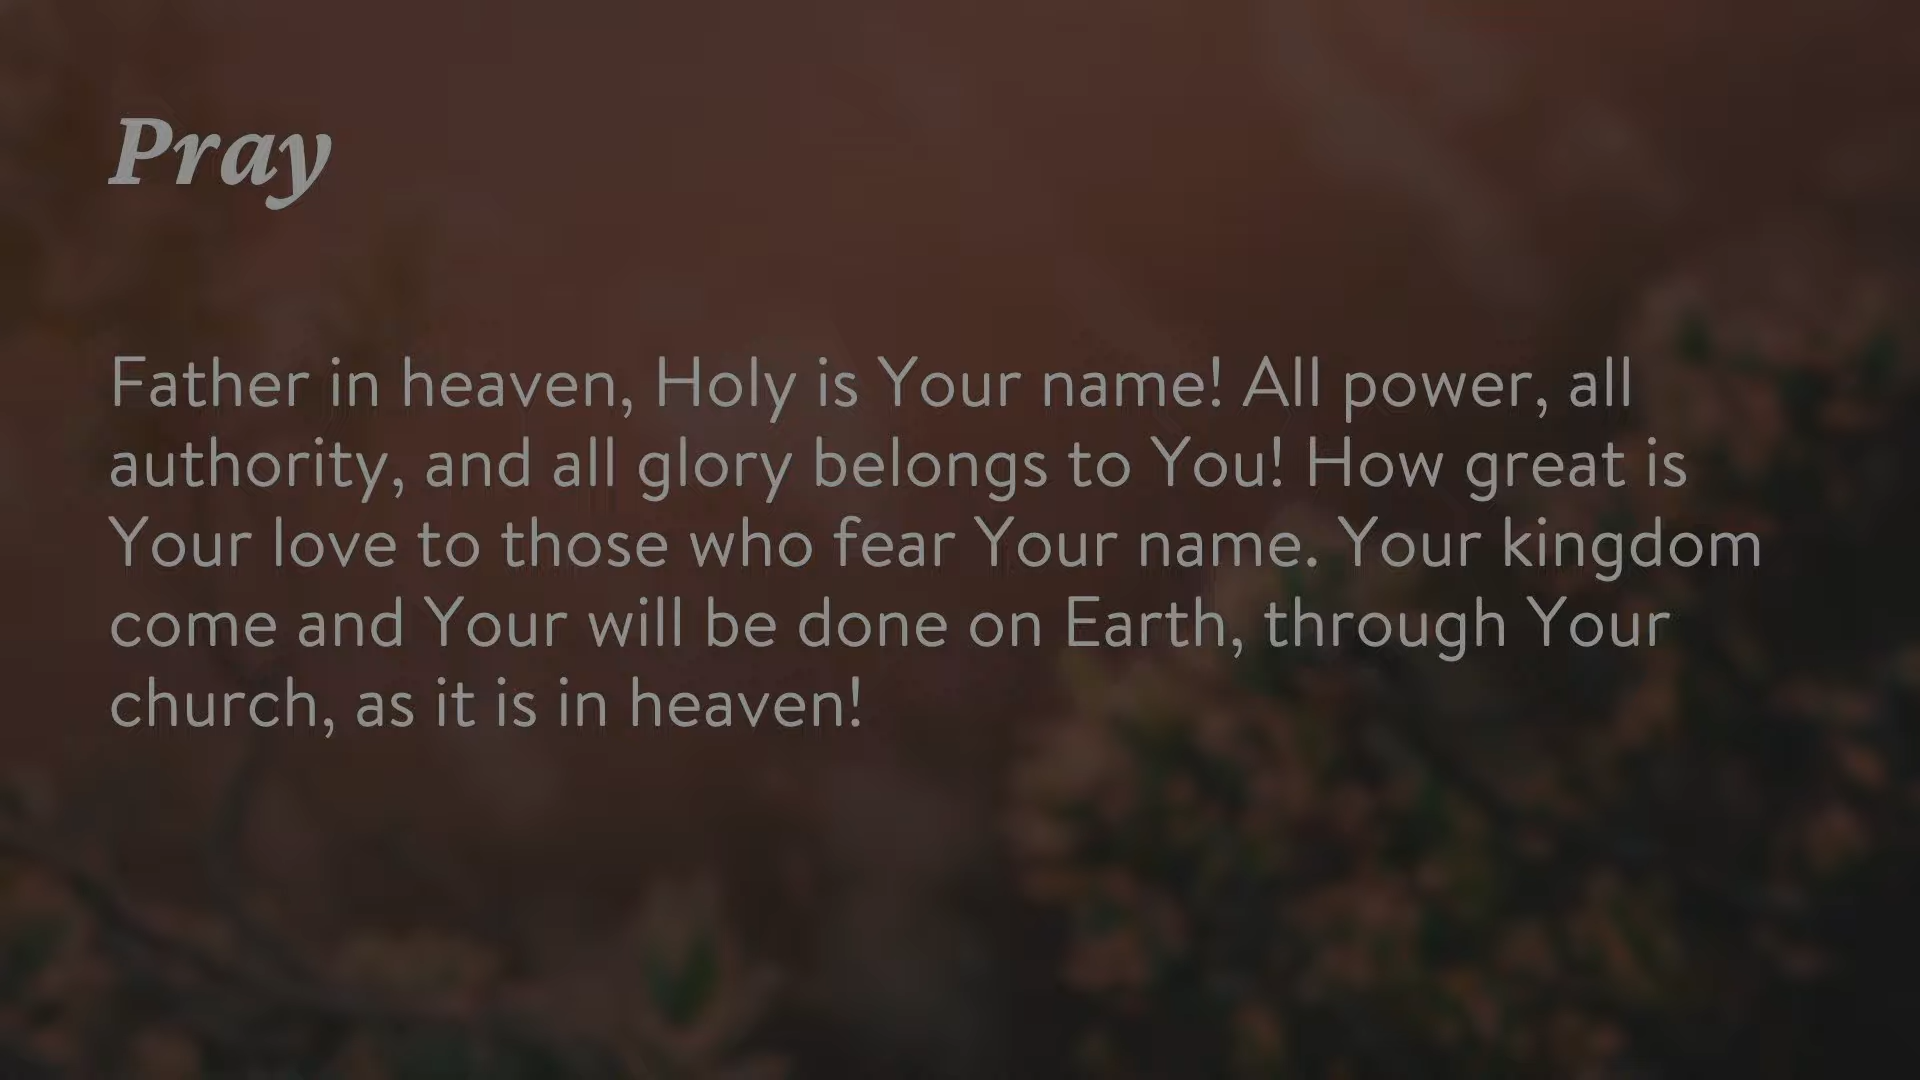 Pray
Father in heaven, Holy is Your name! All power, all
authority, and all glory belongs to You! How great is
Your love to those who fear Your name. Your kingdom
come and Your will be done on Earth, through Your
church, as it is in heaven!